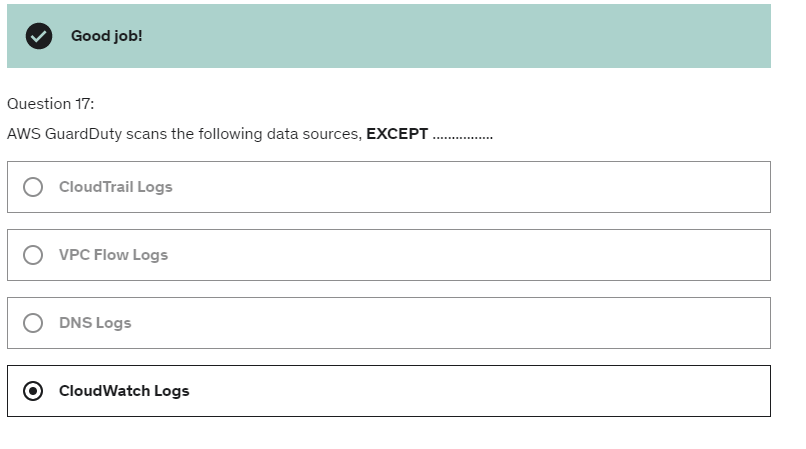 Good job!
Question 17:
AWS GuardDuty scans the following data sources, EXCEPT ................
CloudTrail Logs
VPC Flow Logs
DNS Logs
CloudWatch Logs